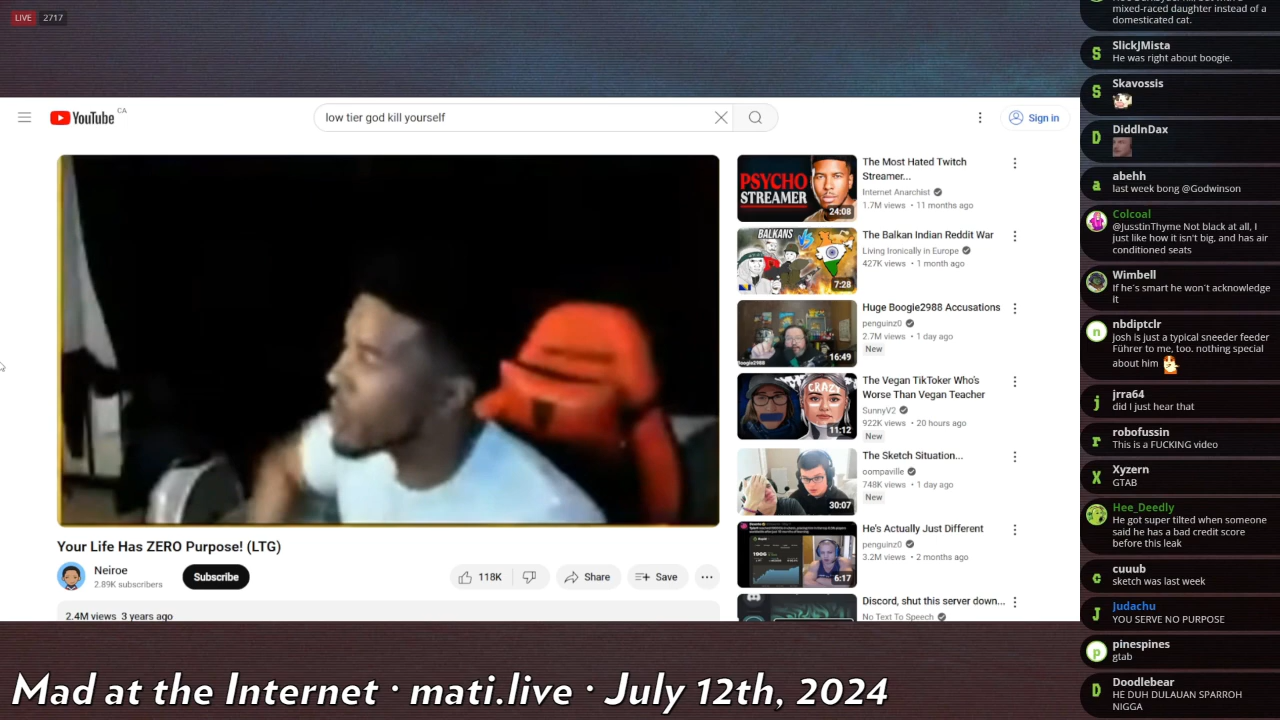 LIVE 2717
YouTube CA
low tier god kill yourself
Sign in
Your Life Has ZERO Purpose! (LTG)
Neiroe
2.89K subscribers
Subscribe
118K
Share
Save
2.4M views 3 years ago
PSYCHO
STREAMER
24:08
The Most Hated Twitch
Streamer...
Internet Anarchist
1.7M views • 11 months ago
BALKANS
7:28
The Balkan Indian Reddit War
Living Ironically in Europe
427K views • 1 month ago
Boogie2988
16:49
Huge Boogie2988 Accusations
penguinz0
2.7M views • 1 day ago
New
CRAZY
11:12
The Vegan TikToker Who's
Worse Than Vegan Teacher
SunnyV2
922K views • 20 hours ago
New
30:07
The Sketch Situation...
oompaville
748K views • 1 day ago
New
6:17
He's Actually Just Different
penguinz0
3.2M views • 2 months ago
Discord, shut this server down...
No Text To Speech
mixed-raced daughter instead of a
domesticated cat.
S
SlickJMista
He was right about boogie.
S
Skavossis
D
DiddlnDax
a
abehh
last week bong @Godwinson
Colcoal
@JusstinThyme Not black at all, I
just like how it isn't big, and has air
conditioned seats
Wimbell
If he's smart he won't acknowledge
it
n
nbdiptclr
Josh is just a typical sneeder feeder
Führer to me, too. nothing special
about him
j
jrra64
did I just hear that
r
robofussin
This is a FUCKING video
X
Xyzern
GTAB
Hee_Deedly
He got super tilted when someone
said he has a bad credit score
before this leak
c
cuuub
sketch was last week
J
Judachu
YOU SERVE NO PURPOSE
p
pinespines
gtab
D
Doodlebear
HE DUH DULAUAN SPARROH
NIGGA
Mad at the Internet · mati.live · July 12th, 2024